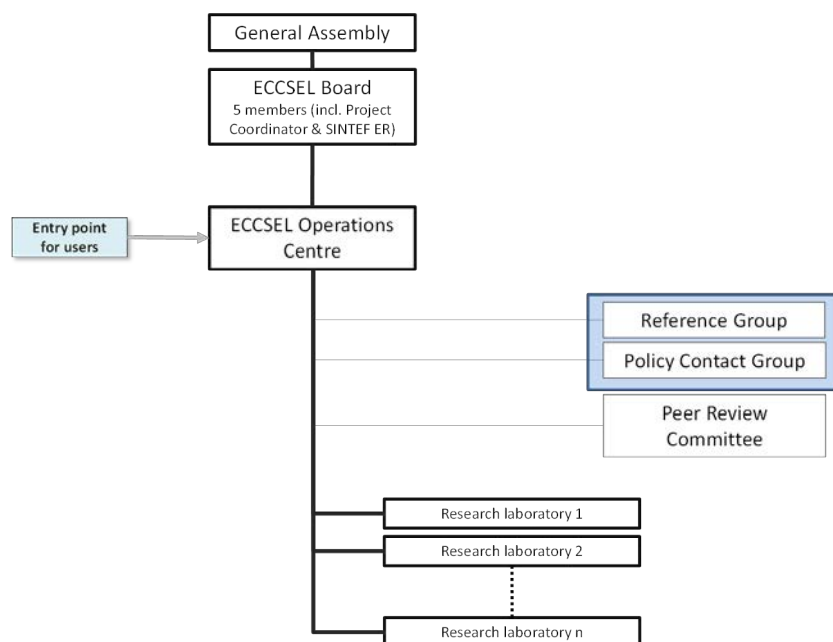 General Assembly
ECCSEL Board
5 members (incl. Project
Coordinator & SINTEF ER)
Entry point
for users
ECCSEL Operations
Centre
Reference Group
Policy Contact Group
Peer Review
Committee
Research laboratory 1
Research laboratory 2
Research laboratory n